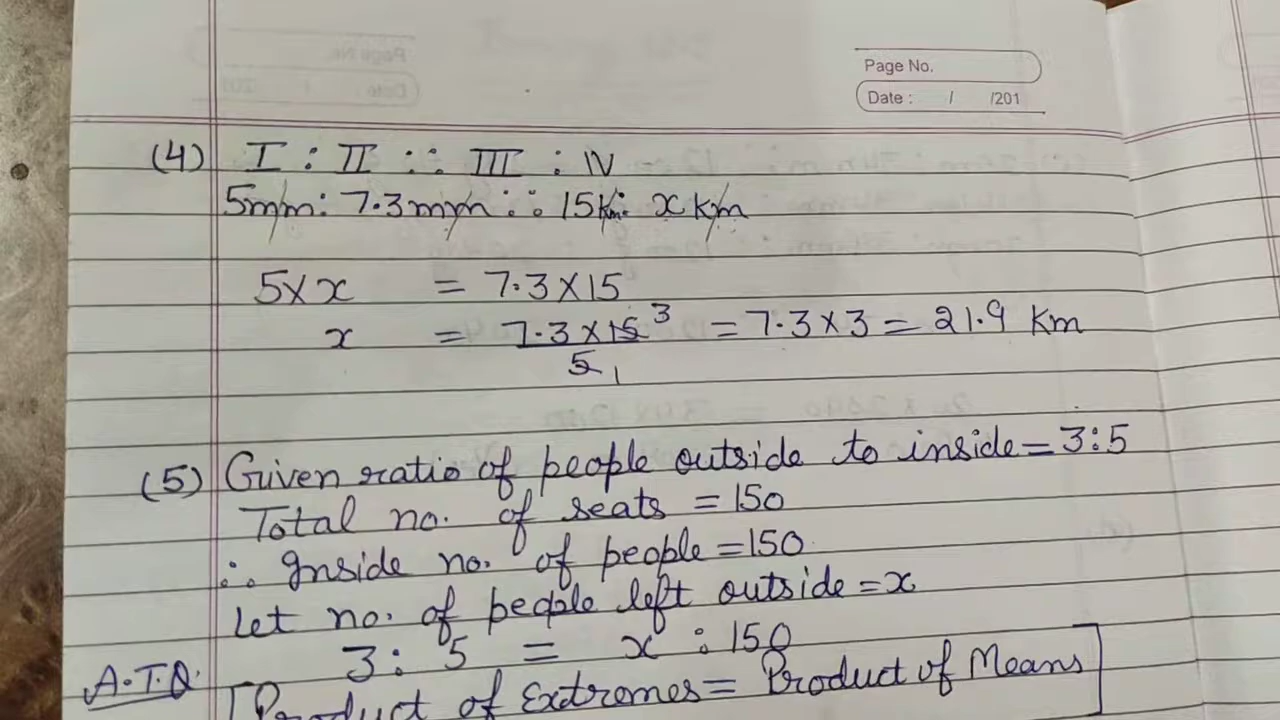 Page No.
Date : / /201
(4) I : II :: III : IV
5mm : 7.3mm :: 15km : x km
5 × x = 7.3 × 15
x = 7.3 × 15 3 = 7.3 × 3 = 21.9 Km
5 1
(5) Given ratio of people outside to inside = 3:5
Total no. of seats = 150
∴ Inside no. of people = 150
Let no. of people left outside = x
A.T.Q. 3 : 5 = x : 150
[Product of Extromes = Product of Means]